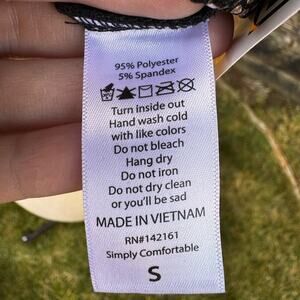 95% Polyester
5% Spandex
Turn inside out
Hand wash cold
with like colors
Do not bleach
Hang dry
Do not iron
Do not dry clean
or you'll be sad
MADE IN VIETNAM
RN#142161
Simply Comfortable
S